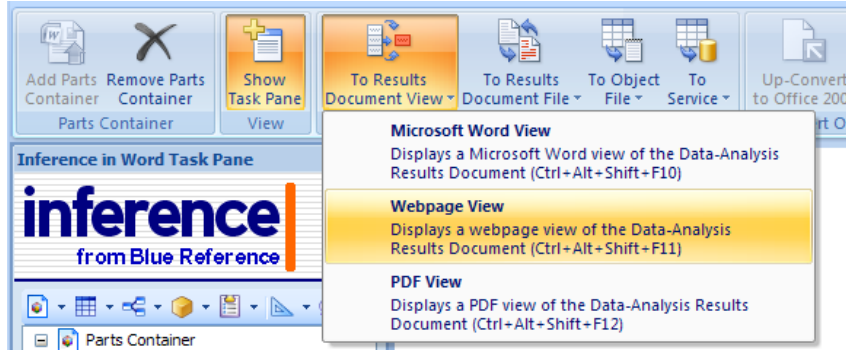 Add Parts Container
Remove Parts Container
Show Task Pane
To Results Document View
To Results Document File
To Object File
To Service
Up-Convert
to Office 200
Parts Container
View
rt O
Inference in Word Task Pane
inference
from Blue Reference
Parts Container
Microsoft Word View
Displays a Microsoft Word view of the Data-Analysis
Results Document (Ctrl+Alt+Shift+F10)
Webpage View
Displays a webpage view of the Data-Analysis
Results Document (Ctrl+Alt+Shift+F11)
PDF View
Displays a PDF view of the Data-Analysis Results
Document (Ctrl+Alt+Shift+F12)